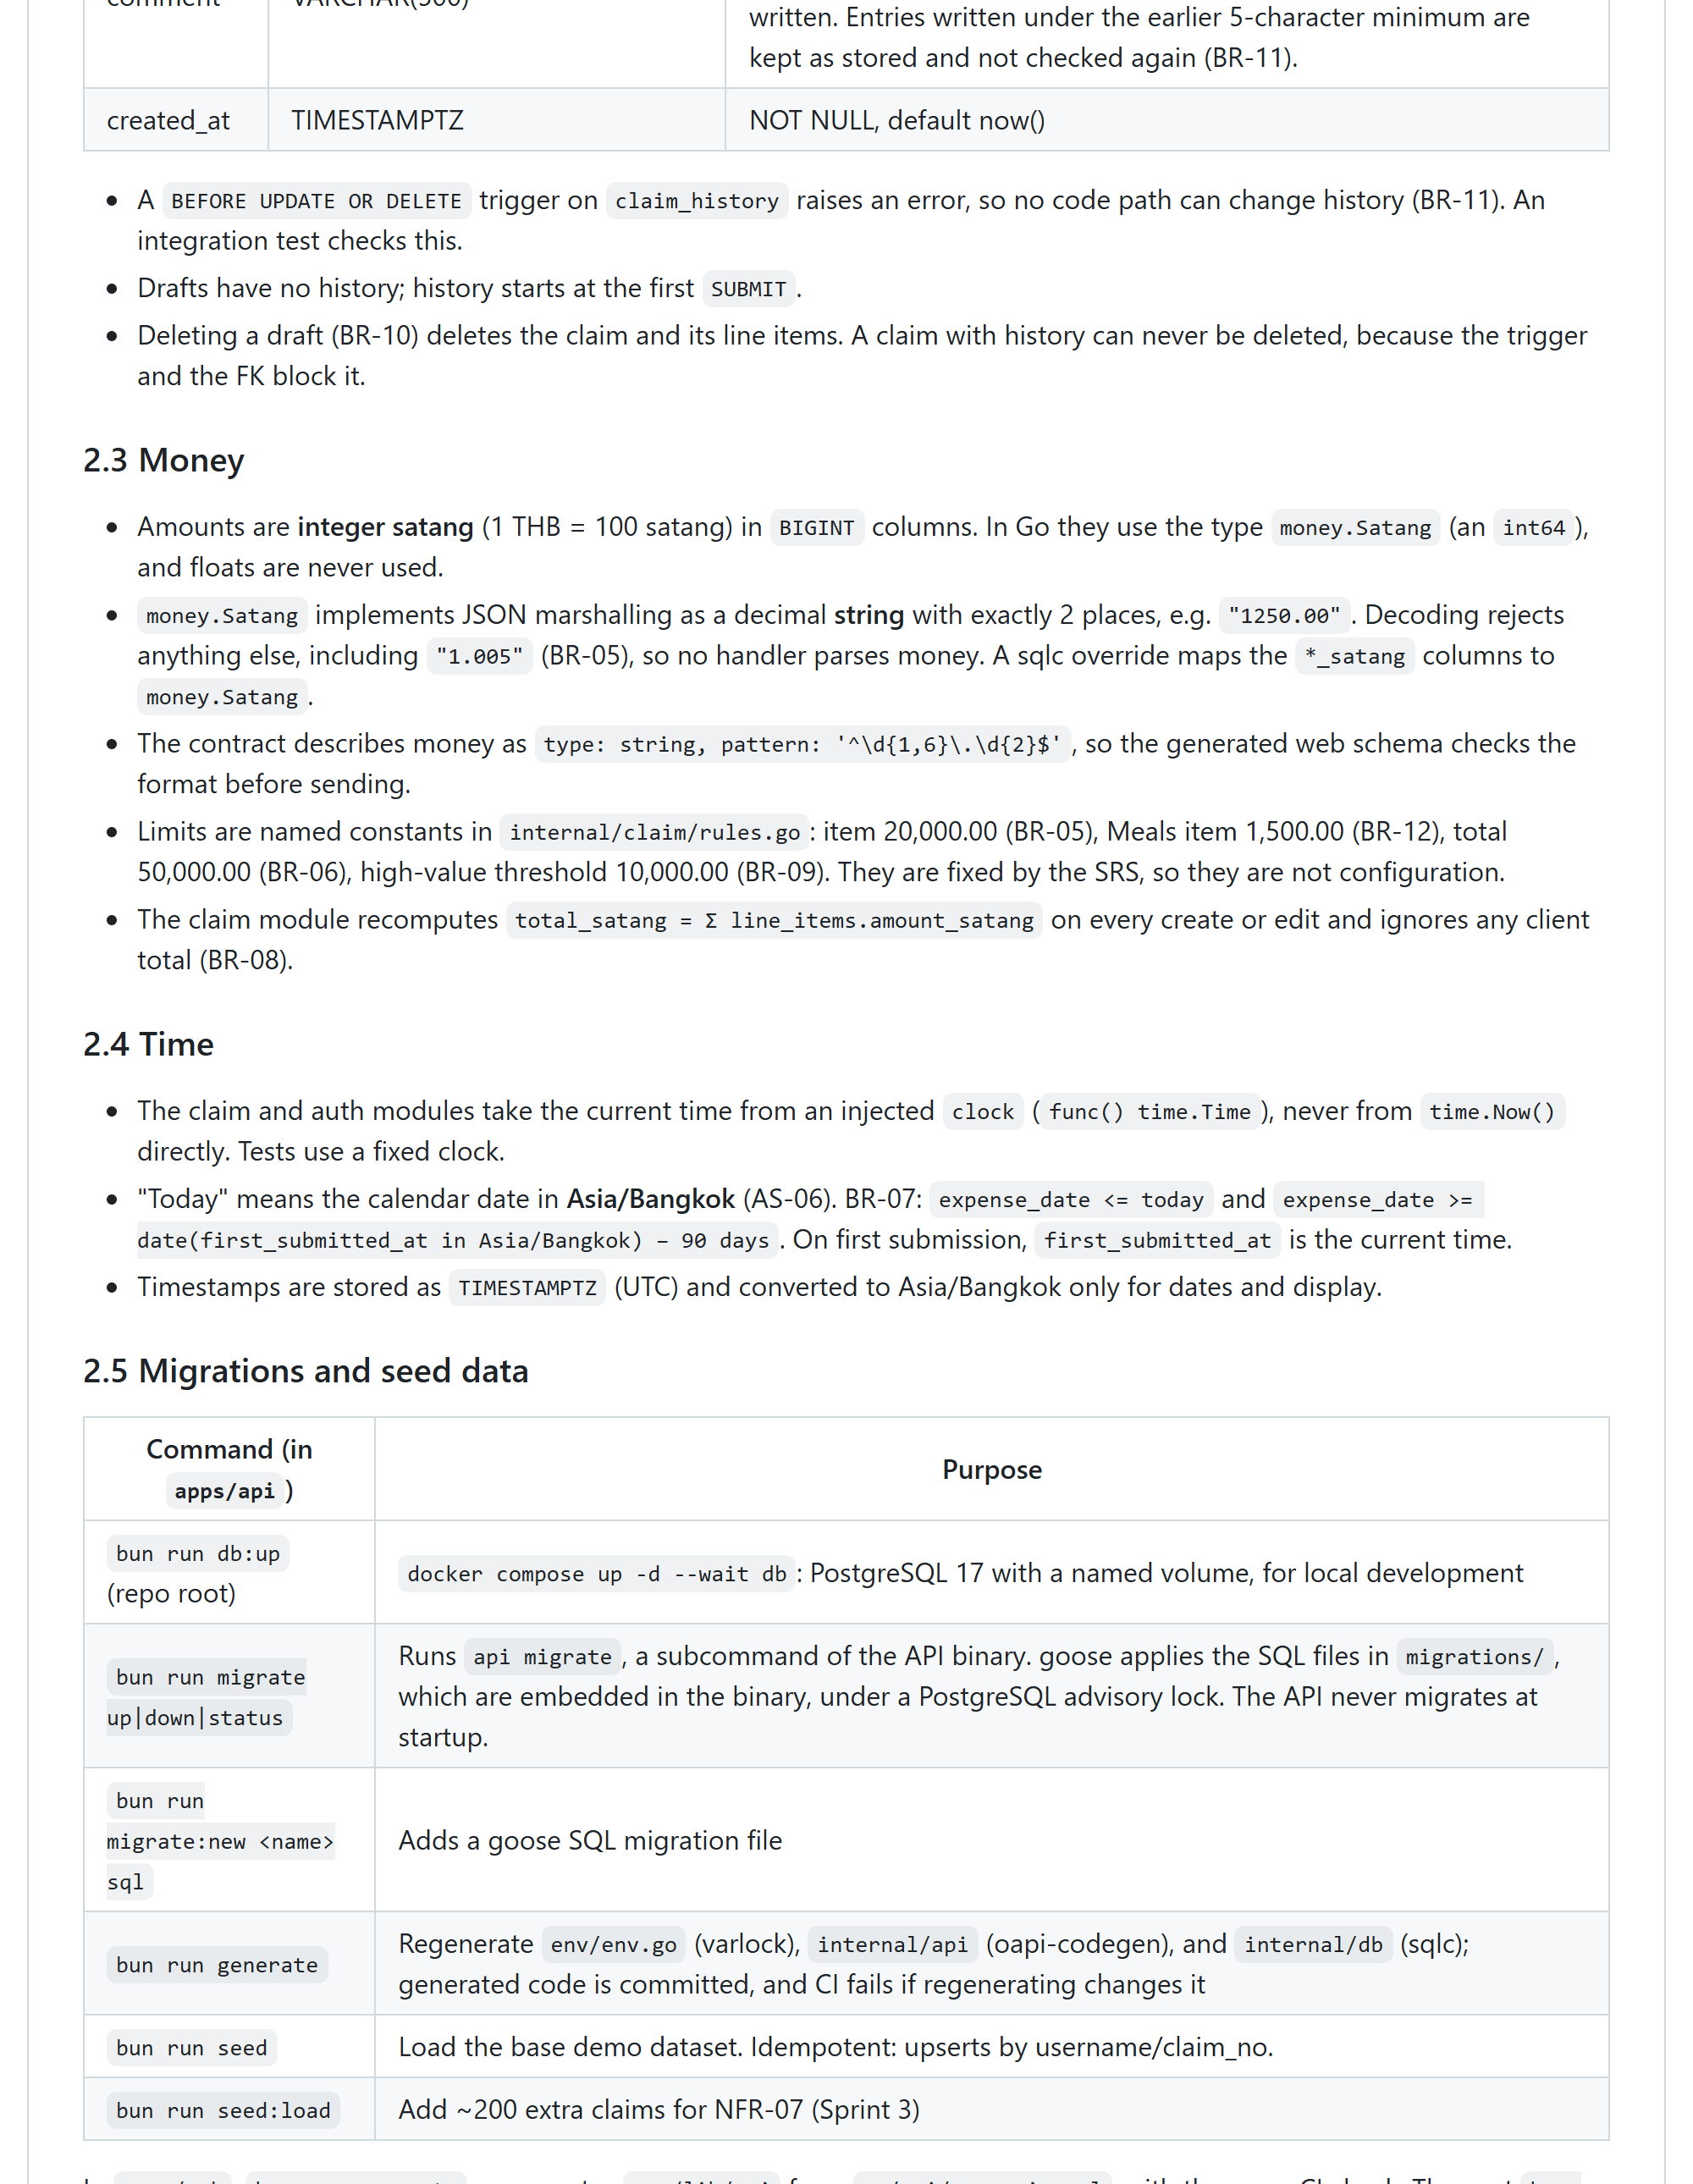 comment VARCHAR(500) written. Entries written under the earlier 5-character minimum are
kept as stored and not checked again (BR-11).
created_at TIMESTAMPTZ NOT NULL, default now()
A BEFORE UPDATE OR DELETE trigger on claim_history raises an error, so no code path can change history (BR-11). An
integration test checks this.
Drafts have no history; history starts at the first SUBMIT.
Deleting a draft (BR-10) deletes the claim and its line items. A claim with history can never be deleted, because the trigger
and the FK block it.
2.3 Money
Amounts are integer satang (1 THB = 100 satang) in BIGINT columns. In Go they use the type money.Satang (an int64),
and floats are never used.
money.Satang implements JSON marshalling as a decimal string with exactly 2 places, e.g. "1250.00". Decoding rejects
anything else, including "1.005" (BR-05), so no handler parses money. A sqlc override maps the *_satang columns to
money.Satang.
The contract describes money as type: string, pattern: '^\d{1,6}\.\d{2}$', so the generated web schema checks the
format before sending.
Limits are named constants in internal/claim/rules.go: item 20,000.00 (BR-05), Meals item 1,500.00 (BR-12), total
50,000.00 (BR-06), high-value threshold 10,000.00 (BR-09). They are fixed by the SRS, so they are not configuration.
The claim module recomputes total_satang = Σ line_items.amount_satang on every create or edit and ignores any client
total (BR-08).
2.4 Time
The claim and auth modules take the current time from an injected clock (func() time.Time), never from time.Now()
directly. Tests use a fixed clock.
"Today" means the calendar date in Asia/Bangkok (AS-06). BR-07: expense_date <= today and expense_date >=
date(first_submitted_at in Asia/Bangkok) − 90 days. On first submission, first_submitted_at is the current time.
Timestamps are stored as TIMESTAMPTZ (UTC) and converted to Asia/Bangkok only for dates and display.
2.5 Migrations and seed data
Command (in
apps/api)
Purpose
bun run db:up
(repo root)
docker compose up -d --wait db: PostgreSQL 17 with a named volume, for local development
bun run migrate
up|down|status
Runs api migrate, a subcommand of the API binary. goose applies the SQL files in migrations/,
which are embedded in the binary, under a PostgreSQL advisory lock. The API never migrates at
startup.
bun run
migrate:new <name>
sql
Adds a goose SQL migration file
bun run generate
Regenerate env/env.go (varlock), internal/api (oapi-codegen), and internal/db (sqlc);
generated code is committed, and CI fails if regenerating changes it
bun run seed
Load the base demo dataset. Idempotent: upserts by username/claim_no.
bun run seed:load
Add ~200 extra claims for NFR-07 (Sprint 3)